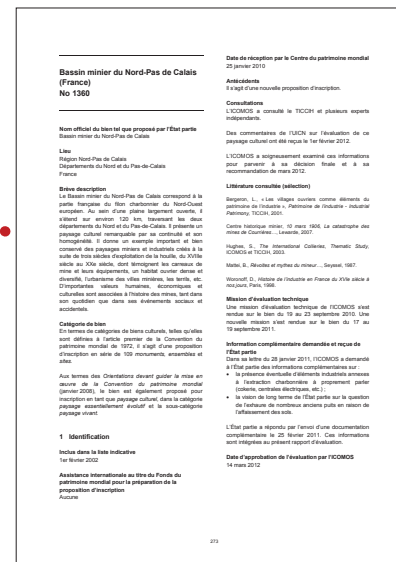 Bassin minier du Nord-Pas de Calais
(France)
No 1360
Nom officiel du bien tel que proposé par l'État partie
Bassin minier du Nord-Pas de Calais
Lieu
Région Nord-Pas de Calais
Départements du Nord et du Pas-de-Calais
France
Brève description
Le Bassin minier du Nord-Pas de Calais correspond à la
partie française du filon charbonnier du Nord-Ouest
européen. Au sein d'une plaine largement ouverte, il
s'étend sur environ 120 km, traversant les deux
départements du Nord et du Pas-de-Calais. Il présente un
paysage culturel remarquable par sa continuité et son
homogénéité. Il donne un exemple important et bien
conservé des paysages miniers et industriels créés à la
suite de trois siècles d'exploitation de la houille, du XVIIIe
siècle au XXe siècle, dont témoignent les carreaux de
mine et leurs équipements, un habitat ouvrier dense et
diversifié, l'urbanisme des villes minières, les terrils, etc.
D'importantes valeurs humaines, économiques et
culturelles sont associées à l'histoire des mines, tant dans
son quotidien que dans ses événements sociaux et
accidentels.
Catégorie de bien
En termes de catégories de biens culturels, telles qu'elles
sont définies à l'article premier de la Convention du
patrimoine mondial de 1972, il s'agit d'une proposition
d'inscription en série de 109 monuments, ensembles et
sites.
Aux termes des Orientations devant guider la mise en
œuvre de la Convention du patrimoine mondial
(janvier 2008), le bien est également proposé pour
inscription en tant que paysage culturel, dans la catégorie
paysage essentiellement évolutif et la sous-catégorie
paysage vivant
1 Identification
Inclus dans la liste indicative
1er février 2002
Assistance internationale au titre du Fonds du
patrimoine mondial pour la préparation de la
proposition d'inscription
Aucune
Date de réception par le Centre du patrimoine mondial
25 janvier 2010
Antécédents
Il s'agit d'une nouvelle proposition d'inscription.
Consultations
L'ICOMOS a consulté le TICCIH et plusieurs experts
indépendants.
Des commentaires de l'UICN sur l'évaluation de ce
paysage culturel ont été reçus le 1er février 2012.
L'ICOMOS a soigneusement examiné ces informations
pour parvenir à sa décision finale et à sa
recommandation de mars 2012.
Littérature consultée (sélection)
Bergeron, L., « Les villages ouvriers comme éléments du
patrimoine de l'industrie », Patrimoine de l'industrie - Industrial
Patrimony, TICCIH, 2001.
Centre historique minier, 10 mars 1906, La catastrophe des
mines de Courrières…, Lewarde, 2007.
Hughes, S., The International Collieries, Thematic Study,
ICOMOS et TICCIH, 2003.
Mattei, B., Révoltes et mythes du mineur…, Seyssel, 1987.
Woronoff, D., Histoire de l'industrie en France du XVIe siècle à
nos jours, Paris, 1998.
Mission d'évaluation technique
Une mission d'évaluation technique de l'ICOMOS s'est
rendue sur le bien du 19 au 23 septembre 2010. Une
nouvelle mission s'est rendue sur le bien du 17 au
19 septembre 2011.
Information complémentaire demandée et reçue de
l'État partie
Dans sa lettre du 28 janvier 2011, l'ICOMOS a demandé
à l'État partie des informations complémentaires sur :
• la présence éventuelle d'éléments industriels annexes
à l'extraction charbonnière à proprement parler
(cokerie, centrales électriques, etc.) ;
• la vision de long terme de l'État partie sur la question
de l'exhaure de nombreux anciens puits en raison de
l'affaissement des sols.
L'État partie a répondu par l'envoi d'une documentation
complémentaire le 25 février 2011. Ces informations
sont intégrées au présent rapport d'évaluation.
Date d'approbation de l'évaluation par l'ICOMOS
14 mars 2012
273